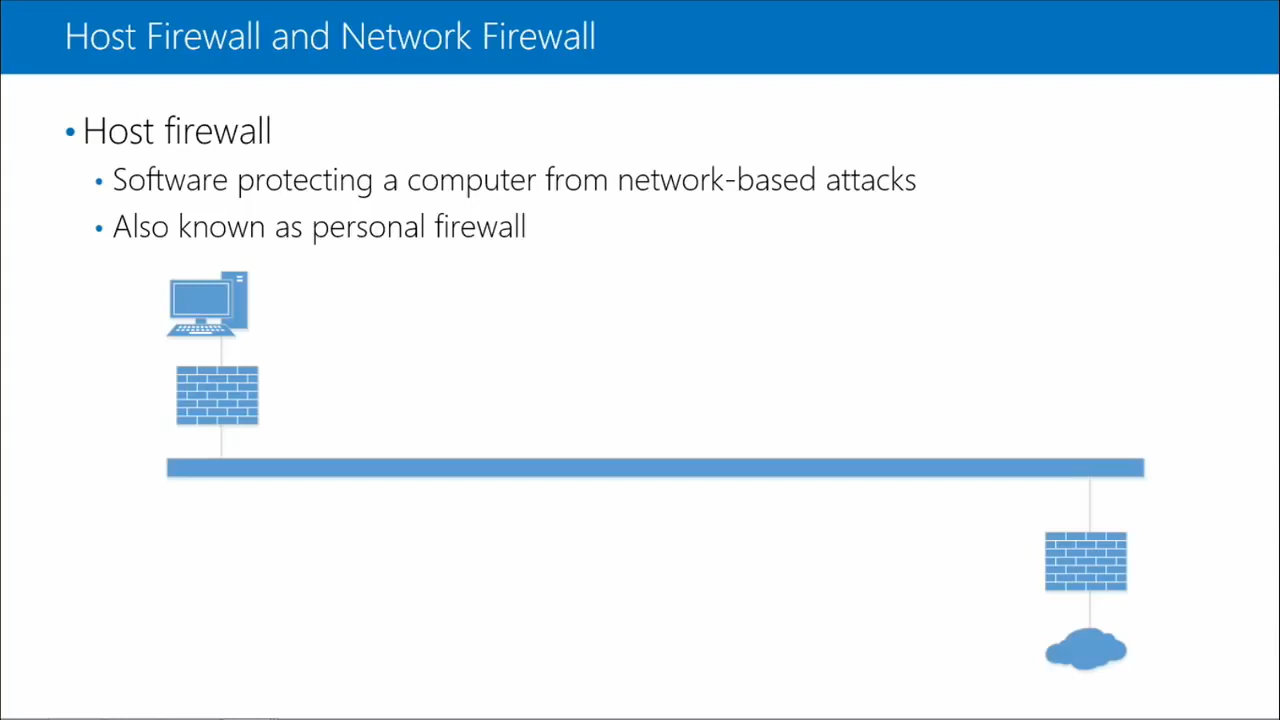 Host Firewall and Network Firewall
• Host firewall
• Software protecting a computer from network-based attacks
• Also known as personal firewall